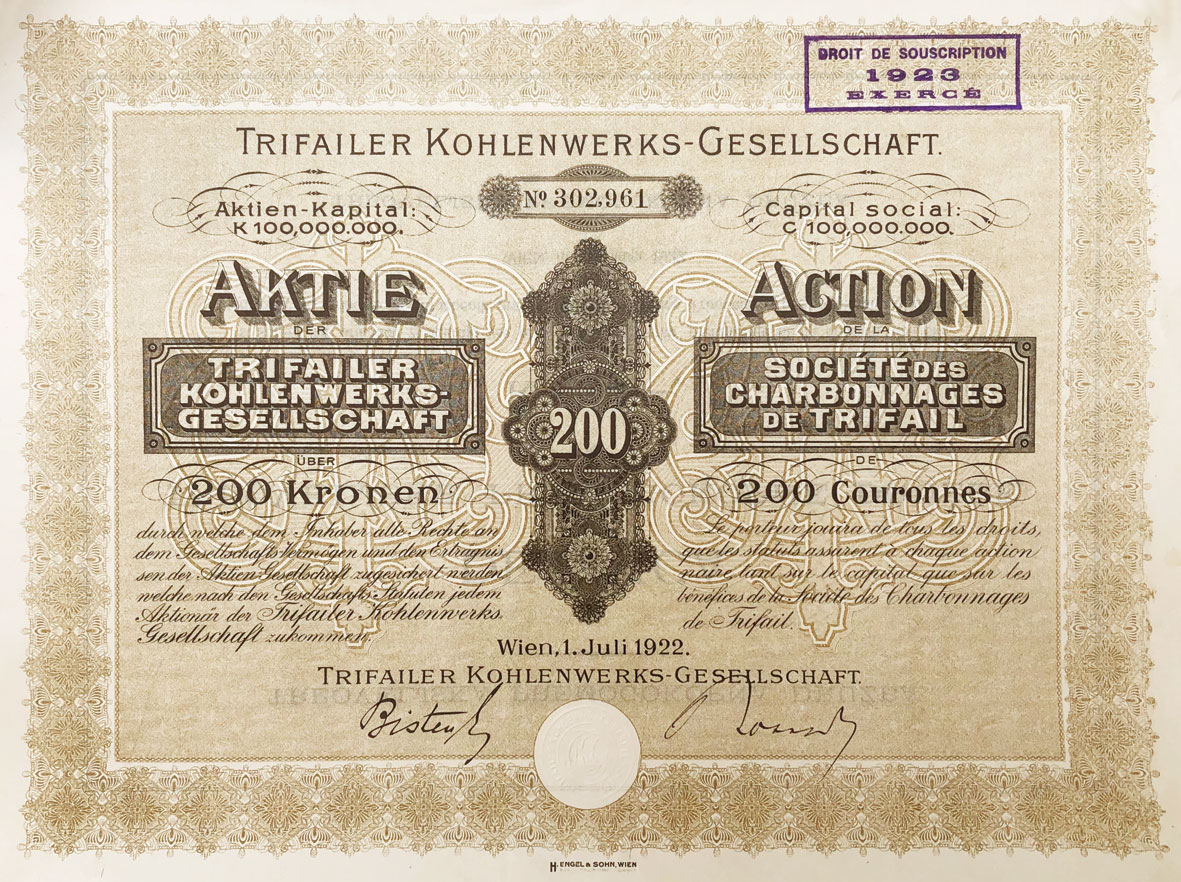 DROIT DE SOUSCRIPTION
1923
EXERCÉ
TRIFAILER KOHLENWERKS-GESELLSCHAFT.
Aktien-Kapital:
K 100,000.000.
No 302,961
Capital social:
C 100,000.000.
AKTIE
DER
TRIFAILER
KOHLENWERKS-
GESELLSCHAFT
ÜBER
200 Kronen
durch welche dem Inhaber alle Rechte an
dem Gesellschafts Vermögen und den Erträgnis
sen der Aktien-Gesellschaft zugesichert werden
welche nach den Gesellschafts-Statuten jedem
Aktionär der Trifailer Kohlenwerks-
Gesellschaft zukommen.
200
ACTION
DE LA
SOCIÉTÉ DES
CHARBONNAGES
DE TRIFAIL
DE
200 Couronnes
Le porteur jouira de tous les droits,
que les statuts assurent à chaque action
naire tant sur le capital que sur les
bénéfices de la Société des Charbonnages
de Trifail.
Wien, 1. Juli 1922.
TRIFAILER KOHLENWERKS-GESELLSCHAFT.
H. ENGEL & SOHN, WIEN